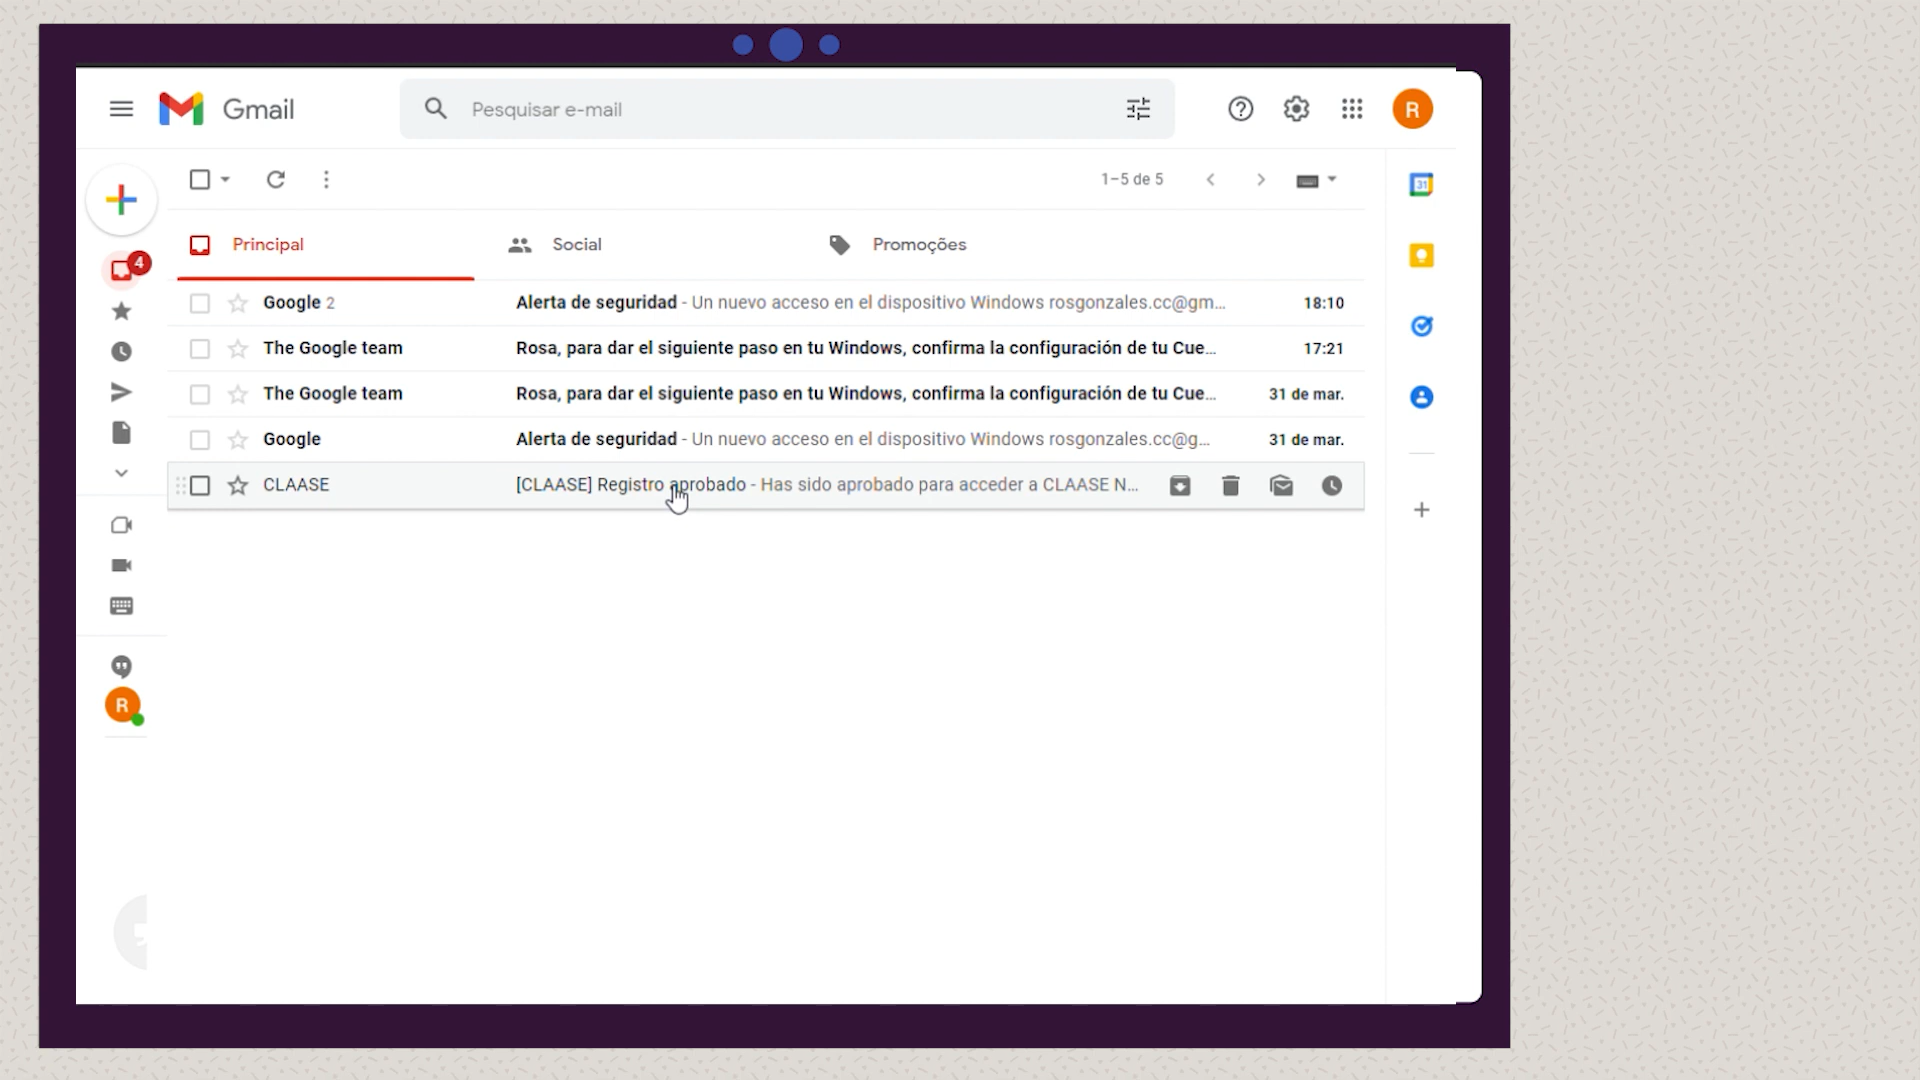 Gmail
Pesquisar e-mail
R
1–5 de 5
31
Principal
Social
Promoções
4
Google 2 Alerta de seguridad - Un nuevo acceso en el dispositivo Windows rosgonzales.cc@gm... 18:10
The Google team Rosa, para dar el siguiente paso en tu Windows, confirma la configuración de tu Cue... 17:21
The Google team Rosa, para dar el siguiente paso en tu Windows, confirma la configuración de tu Cue... 31 de mar.
Google Alerta de seguridad - Un nuevo acceso en el dispositivo Windows rosgonzales.cc@g... 31 de mar.
CLAASE [CLAASE] Registro aprobado - Has sido aprobado para acceder a CLAASE N...
R